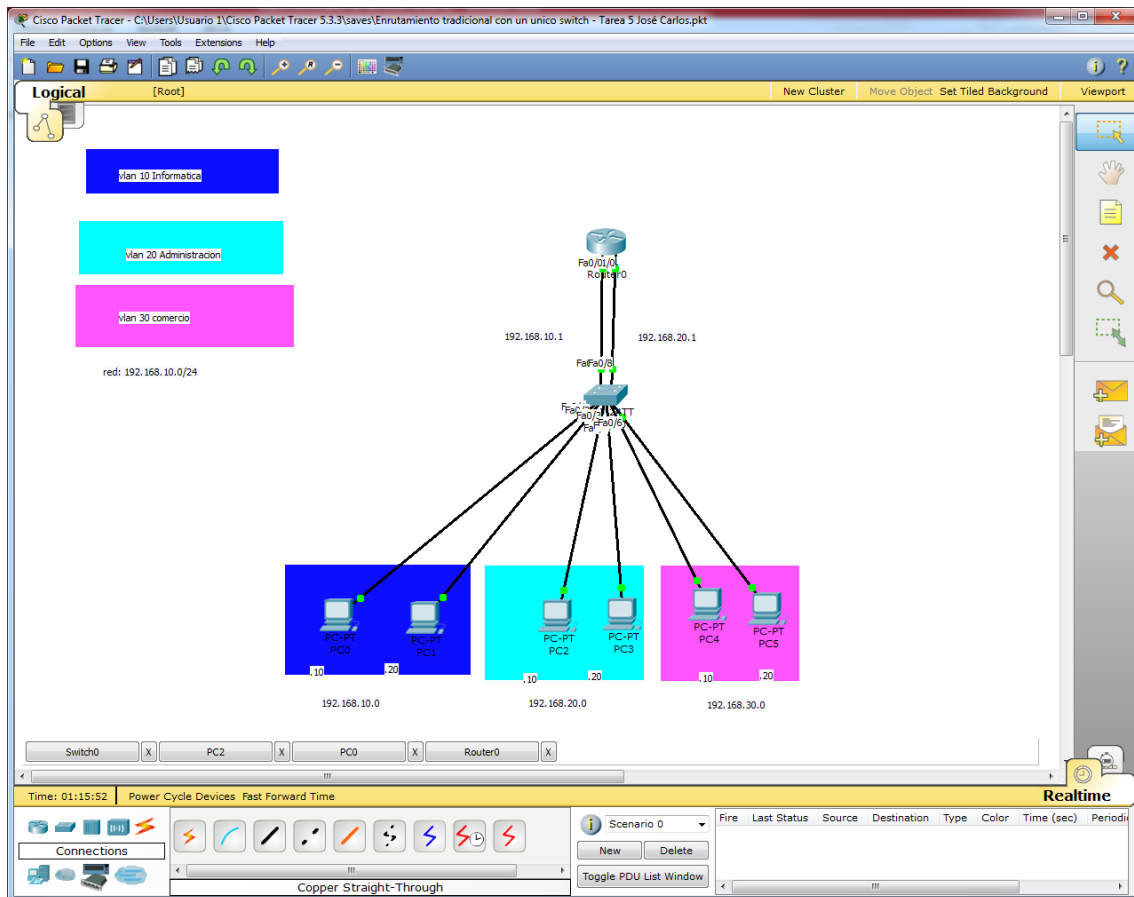 Cisco Packet Tracer - C:\Users\Usuario 1\Cisco Packet Tracer 5.3.3\saves\Enrutamiento tradicional con un unico switch - Tarea 5 José Carlos.pkt
File Edit Options View Tools Extensions Help
Logical [Root] New Cluster Move Object Set Tiled Background Viewport
vlan 10 Informatica
vlan 20 Administracion
vlan 30 comercio
red: 192.168.10.0/24
Router0
192.168.10.1 192.168.20.1
Fa0/8
Fa0/6
PC-PT
PC0
PC-PT
PC1
PC-PT
PC2
PC-PT
PC3
PC-PT
PC4
PC-PT
PC5
.10 .20 .10 .20 .10 .20
192.168.10.0 192.168.20.0 192.168.30.0
Switch0 X PC2 X PC0 X Router0 X
Time: 01:15:52 Power Cycle Devices Fast Forward Time Realtime
Connections
Copper Straight-Through
Scenario 0
New Delete
Toggle PDU List Window
Fire Last Status Source Destination Type Color Time (sec)